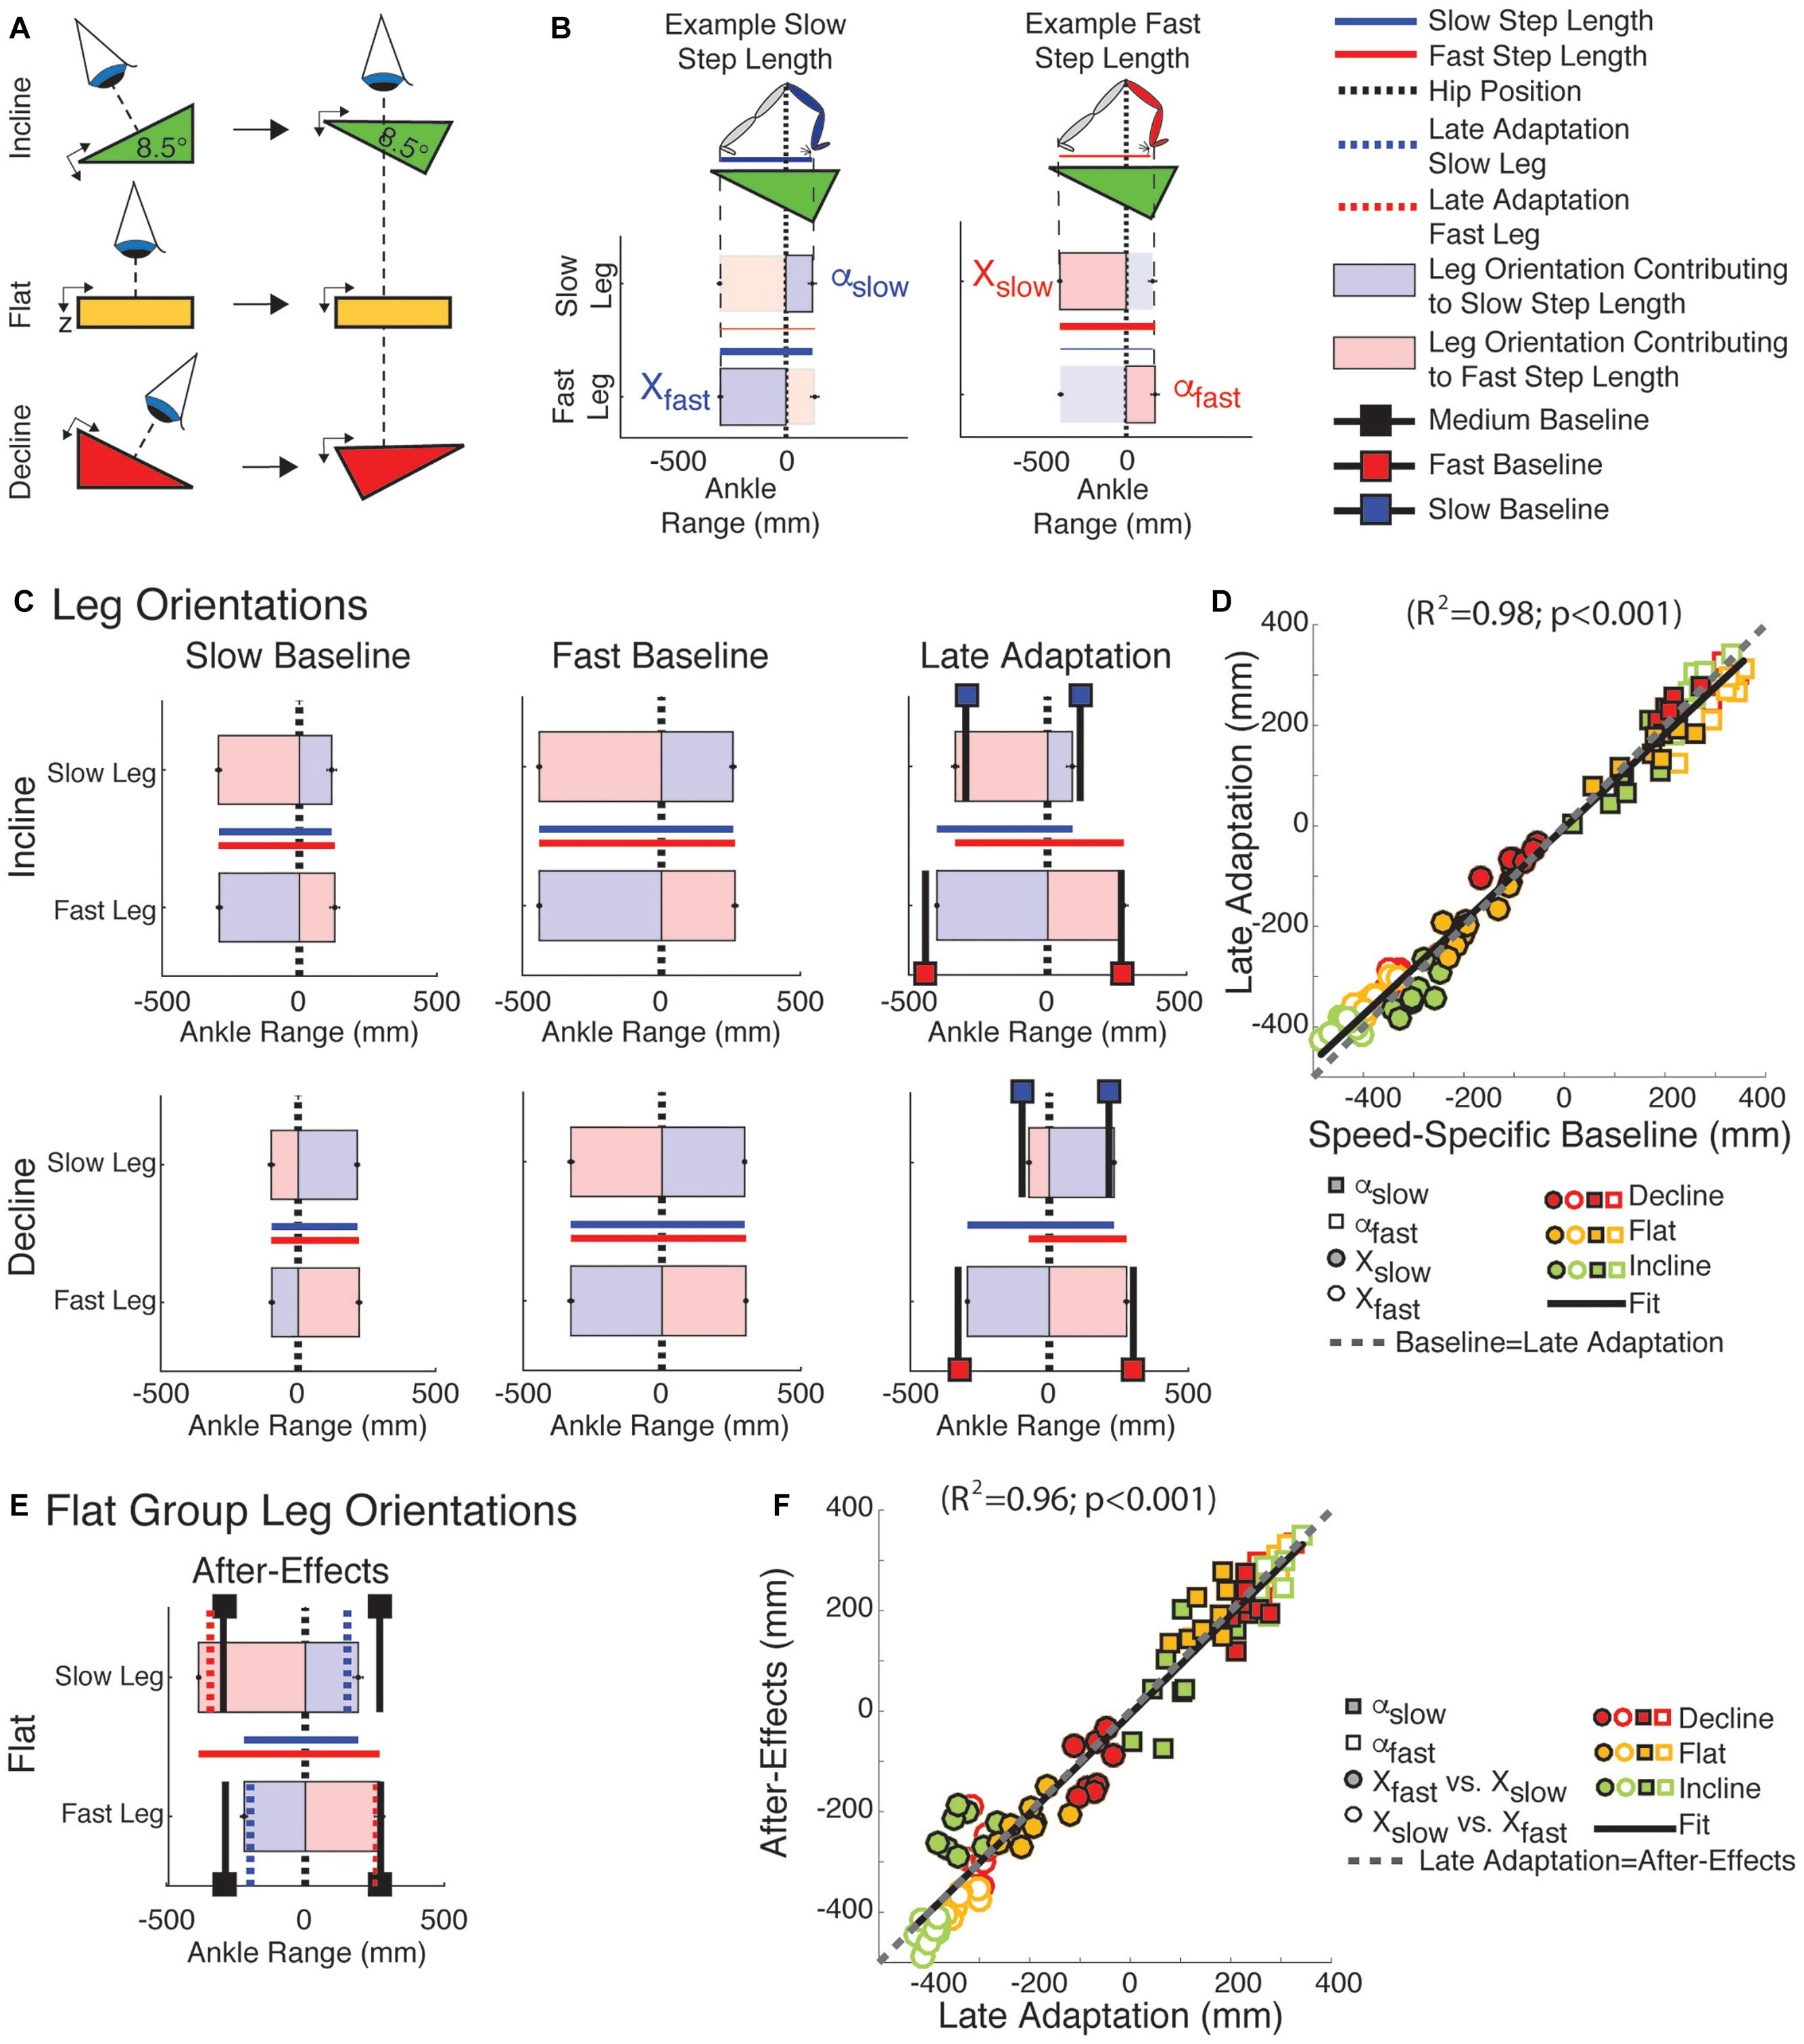 A
Incline
8.5°
8.5°
Flat
z
Decline
B
Example Slow
Step Length
Example Fast
Step Length
Slow
Leg
αslow
Xslow
Fast
Leg
Xfast
αfast
-500
0
-500
0
Ankle
Range (mm)
Ankle
Range (mm)
Slow Step Length
Fast Step Length
Hip Position
Late Adaptation
Slow Leg
Late Adaptation
Fast Leg
Leg Orientation Contributing
to Slow Step Length
Leg Orientation Contributing
to Fast Step Length
Medium Baseline
Fast Baseline
Slow Baseline
C Leg Orientations
Slow Baseline
Fast Baseline
Late Adaptation
Incline
Slow Leg
Fast Leg
-500 0 500
-500 0 500
-500 0 500
Ankle Range (mm)
Ankle Range (mm)
Ankle Range (mm)
Decline
Slow Leg
Fast Leg
-500 0 500
-500 0 500
-500 0 500
Ankle Range (mm)
Ankle Range (mm)
Ankle Range (mm)
D
(R2=0.98; p<0.001)
Late Adaptation (mm)
400
200
0
-200
-400
-400 -200 0 200 400
Speed-Specific Baseline (mm)
αslow
αfast
Xslow
Xfast
Decline
Flat
Incline
Fit
Baseline=Late Adaptation
E Flat Group Leg Orientations
After-Effects
Flat
Slow Leg
Fast Leg
-500 0 500
Ankle Range (mm)
F
(R2=0.96; p<0.001)
After-Effects (mm)
400
200
0
-200
-400
-400 -200 0 200 400
Late Adaptation (mm)
αslow
αfast
Xfast vs. Xslow
Xslow vs. Xfast
Decline
Flat
Incline
Fit
Late Adaptation=After-Effects